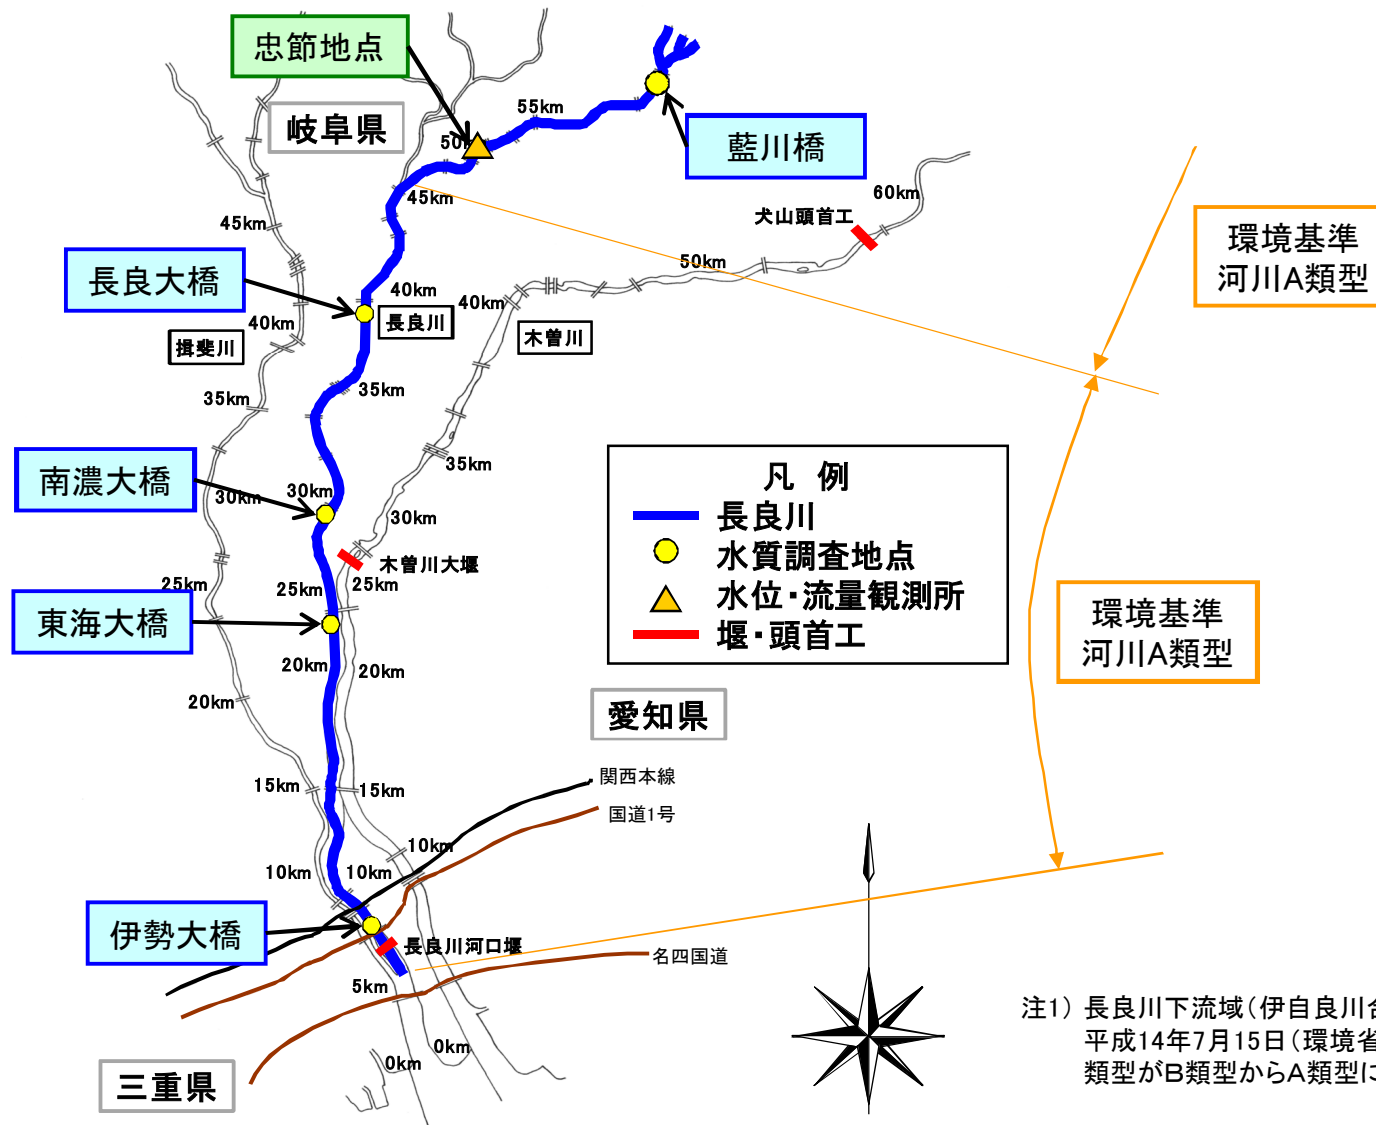 忠節地点
岐阜県
55km
藍川橋
50k
45km
60km
犬山頭首工
環境基準
河川A類型
45km
長良大橋
50km
40km
40km
長良川
木曽川
40km
揖斐川
35km
35km
南濃大橋
30km
30km
35km
30km
凡 例
長良川
水質調査地点
水位・流量観測所
堰・頭首工
木曽川大堰
25km
25km
25km
東海大橋
環境基準
河川A類型
20km
20km
20km
愛知県
関西本線
15km
15km
国道1号
10km
10km
10km
伊勢大橋
長良川河口堰
名四国道
5km
0km
0km
三重県
注1） 長良川下流域（伊自良川合
平成14年7月15日（環境省
類型がB類型からA類型に